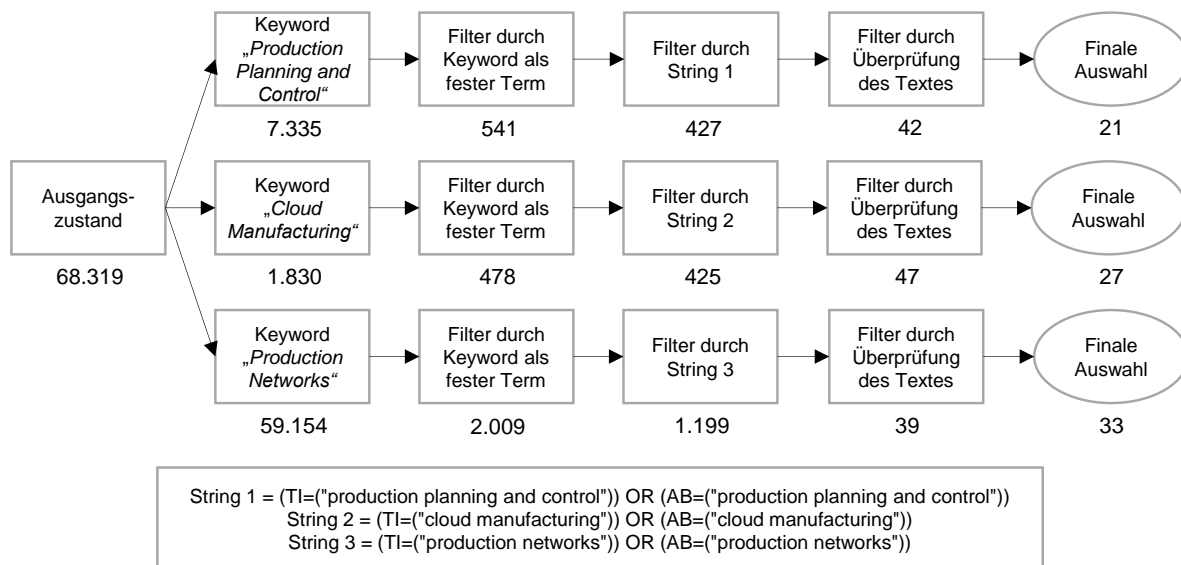 Keyword
„Production
Planning and
Control“
7.335
Filter durch
Keyword als
fester Term
541
Filter durch
String 1
427
Filter durch
Überprüfung
des Textes
42
Finale
Auswahl
21
Ausgangs-
zustand
68.319
Keyword
„Cloud
Manufacturing“
1.830
Filter durch
Keyword als
fester Term
478
Filter durch
String 2
425
Filter durch
Überprüfung
des Textes
47
Finale
Auswahl
27
Keyword
„Production
Networks“
59.154
Filter durch
Keyword als
fester Term
2.009
Filter durch
String 3
1.199
Filter durch
Überprüfung
des Textes
39
Finale
Auswahl
33
String 1 = (TI=("production planning and control")) OR (AB=("production planning and control"))
String 2 = (TI=("cloud manufacturing")) OR (AB=("cloud manufacturing"))
String 3 = (TI=("production networks")) OR (AB=("production networks"))